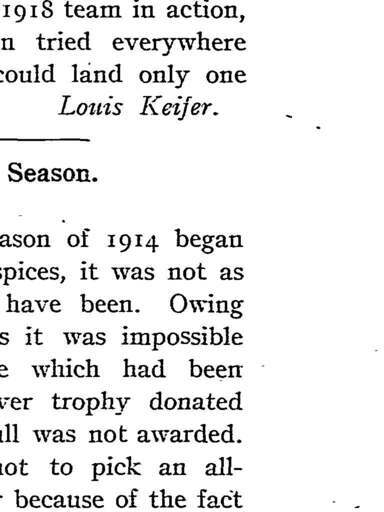 1918 team in action,
n tried everywhere
could land only one
Louis Keifer.
Season.
ason of 1914 began
spices, it was not as
have been. Owing
s it was impossible
e which had been
ver trophy donated
ull was not awarded.
not to pick an all-
r because of the fact